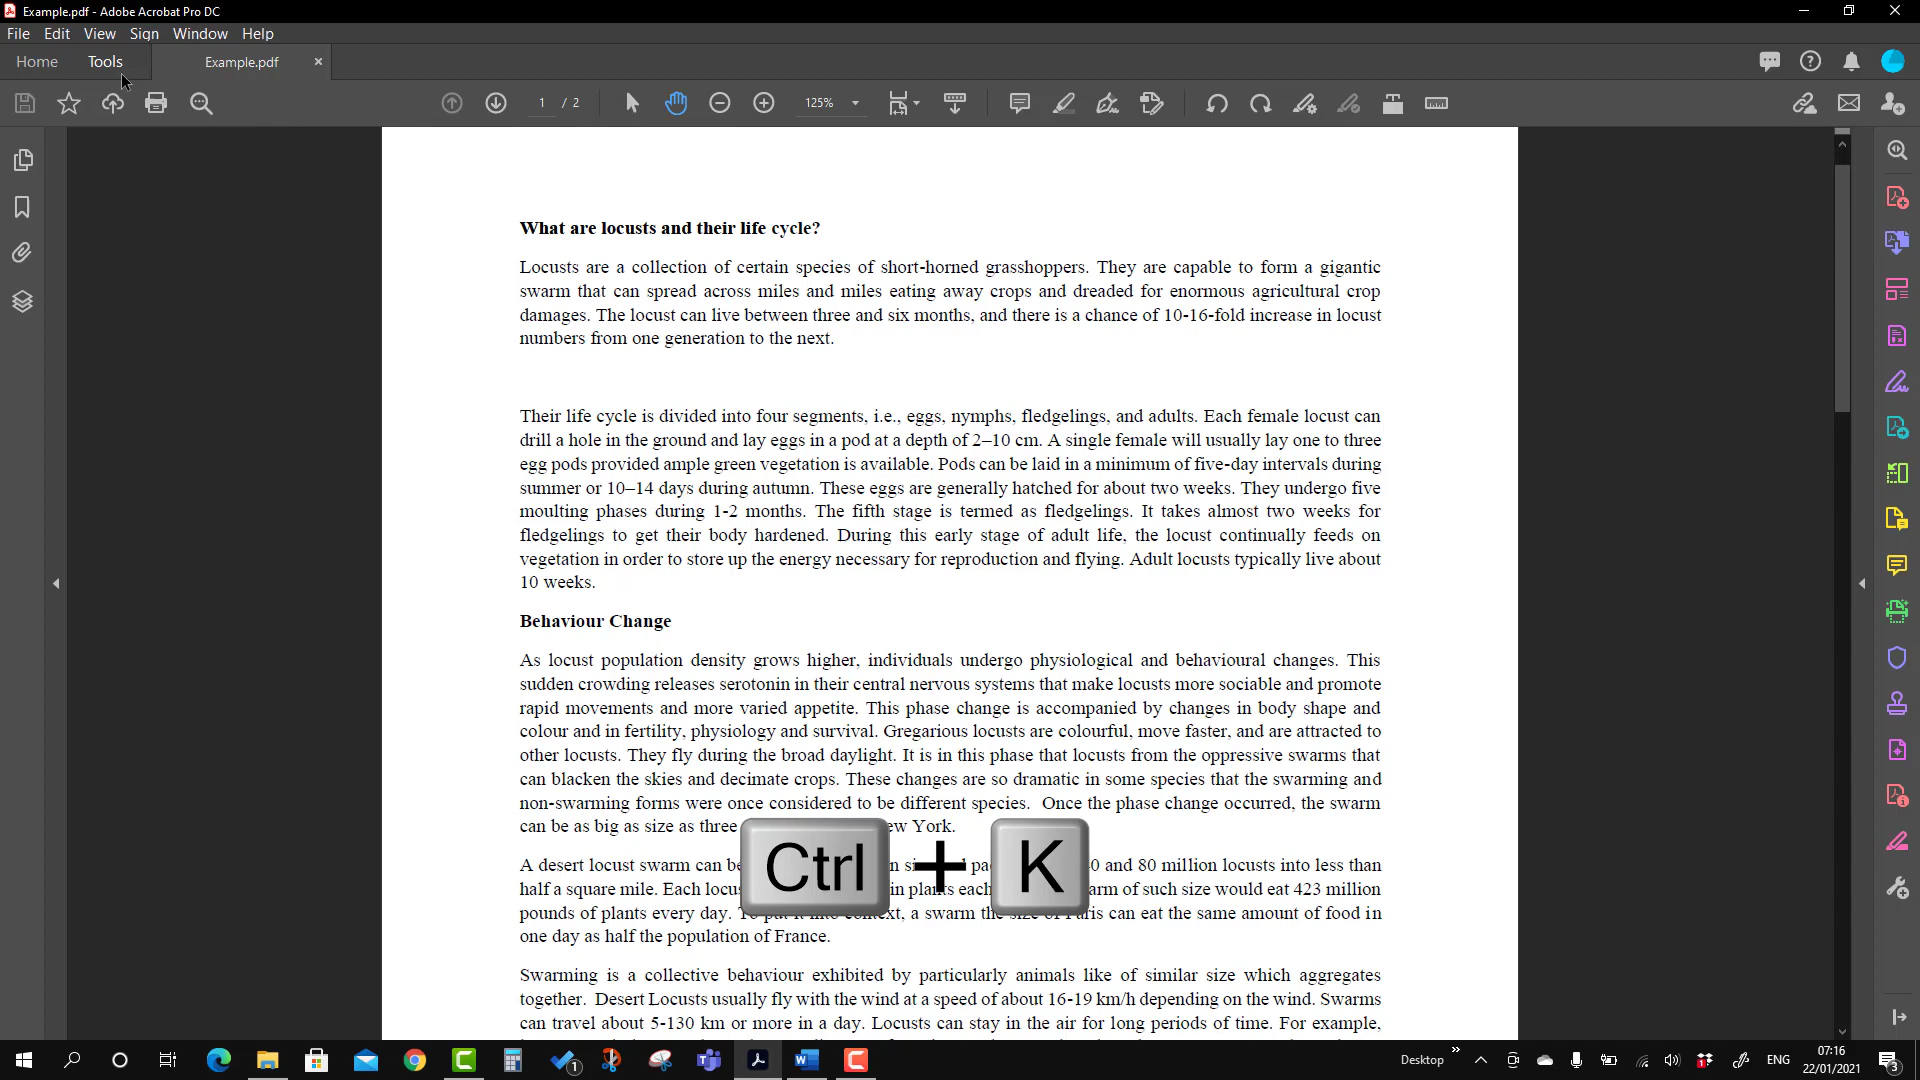 Example.pdf - Adobe Acrobat Pro DC
File Edit View Sign Window Help
Home Tools Example.pdf
1 / 2 125%
What are locusts and their life cycle?
Locusts are a collection of certain species of short-horned grasshoppers. They are capable to form a gigantic
swarm that can spread across miles and miles eating away crops and dreaded for enormous agricultural crop
damages. The locust can live between three and six months, and there is a chance of 10-16-fold increase in locust
numbers from one generation to the next.
Their life cycle is divided into four segments, i.e., eggs, nymphs, fledgelings, and adults. Each female locust can
drill a hole in the ground and lay eggs in a pod at a depth of 2–10 cm. A single female will usually lay one to three
egg pods provided ample green vegetation is available. Pods can be laid in a minimum of five-day intervals during
summer or 10–14 days during autumn. These eggs are generally hatched for about two weeks. They undergo five
moulting phases during 1-2 months. The fifth stage is termed as fledgelings. It takes almost two weeks for
fledgelings to get their body hardened. During this early stage of adult life, the locust continually feeds on
vegetation in order to store up the energy necessary for reproduction and flying. Adult locusts typically live about
10 weeks.
Behaviour Change
As locust population density grows higher, individuals undergo physiological and behavioural changes. This
sudden crowding releases serotonin in their central nervous systems that make locusts more sociable and promote
rapid movements and more varied appetite. This phase change is accompanied by changes in body shape and
colour and in fertility, physiology and survival. Gregarious locusts are colourful, move faster, and are attracted to
other locusts. They fly during the broad daylight. It is in this phase that locusts from the oppressive swarms that
can blacken the skies and decimate crops. These changes are so dramatic in some species that the swarming and
non-swarming forms were once considered to be different species. Once the phase change occurred, the swarm
can be as big as size as three ew York.
A desert locust swarm can be and 80 million locusts into less than
half a square mile. Each in plants each of such size would eat 423 million
pounds of plants every day. To put it into context, a swarm the size of Paris can eat the same amount of food in
one day as half the population of France.
Ctrl + K
Swarming is a collective behaviour exhibited by particularly animals like of similar size which aggregates
together. Desert Locusts usually fly with the wind at a speed of about 16-19 km/h depending on the wind. Swarms
can travel about 5-130 km or more in a day. Locusts can stay in the air for long periods of time. For example,
Desktop ENG 07:16
22/01/2021